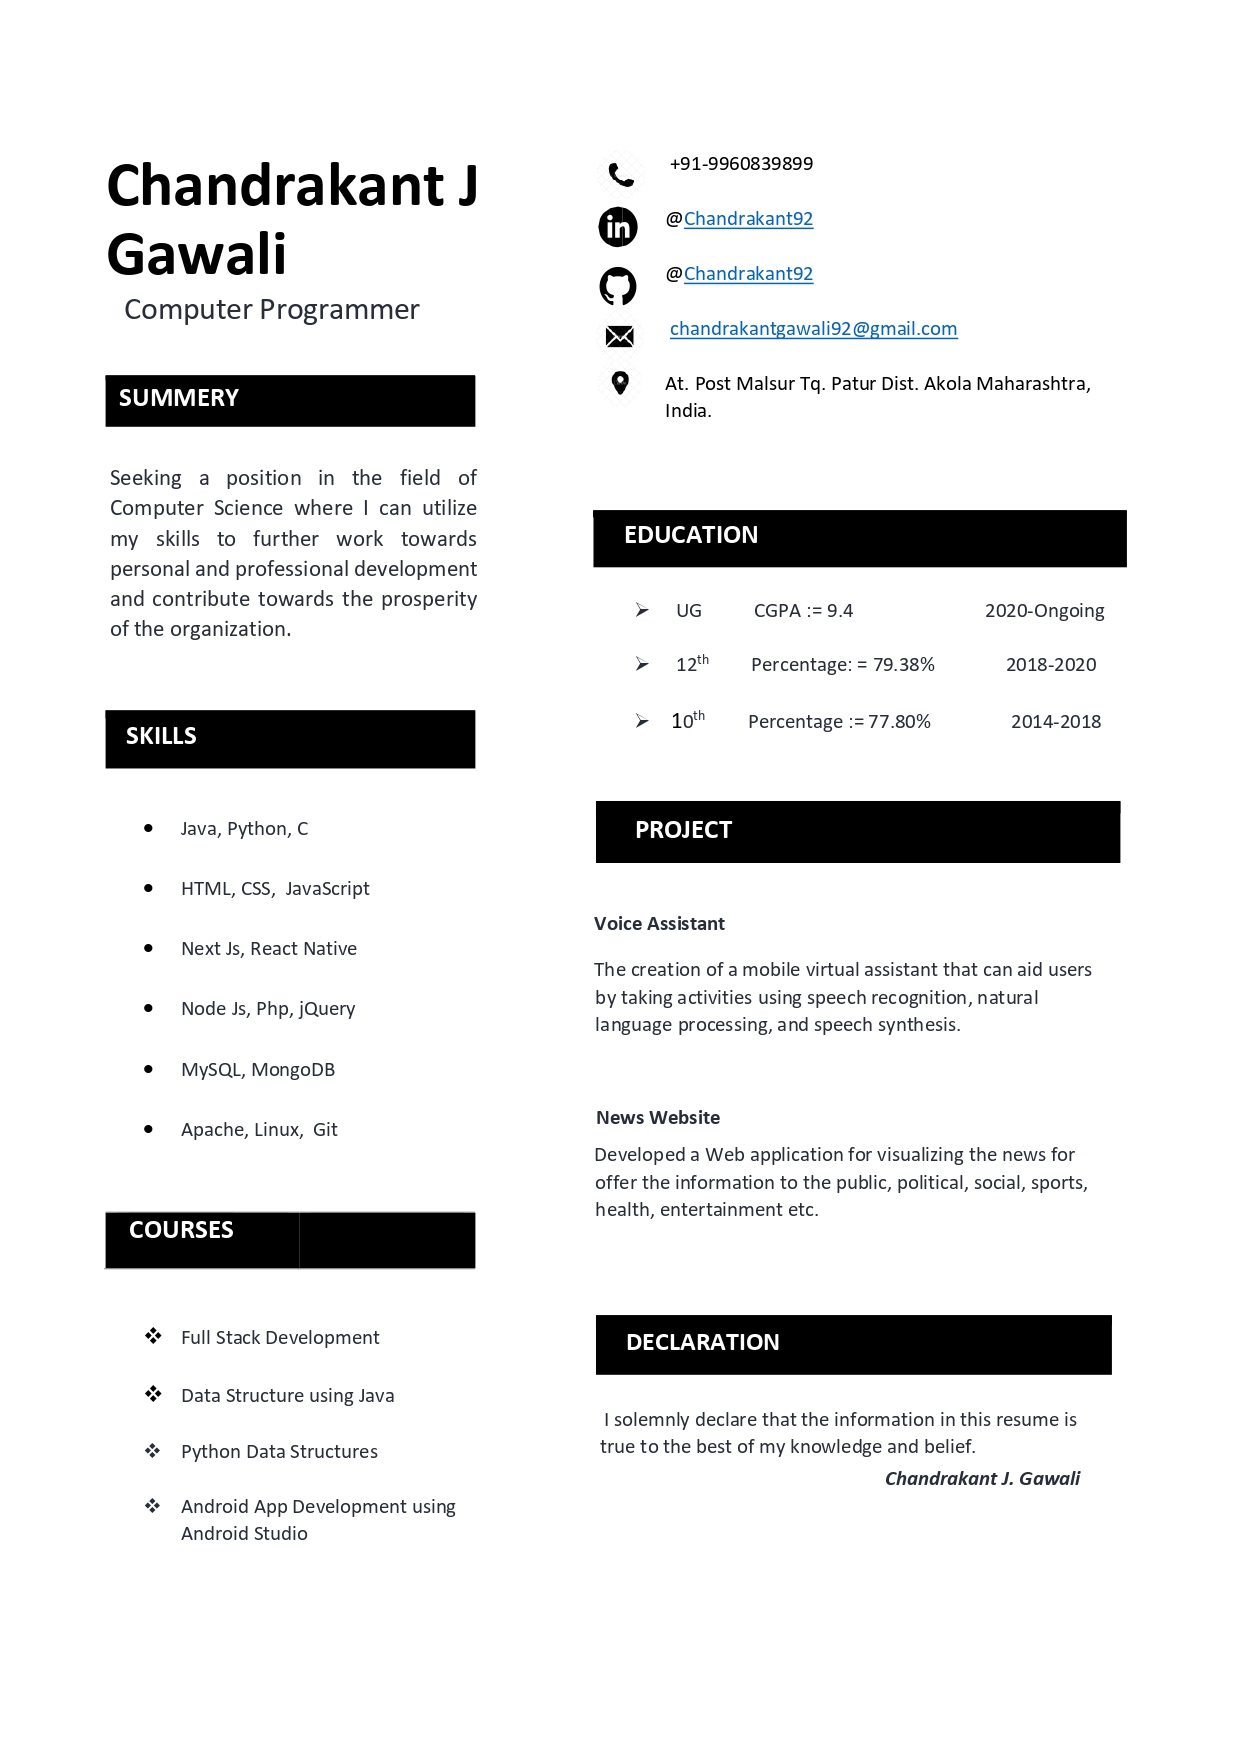 Chandrakant J
Gawali
Computer Programmer
SUMMERY
Seeking a position in the field of
Computer Science where I can utilize
my skills to further work towards
personal and professional development
and contribute towards the prosperity
of the organization.
SKILLS
Java, Python, C
HTML, CSS, JavaScript
Next Js, React Native
Node Js, Php, jQuery
MySQL, MongoDB
Apache, Linux, Git
COURSES
Full Stack Development
Data Structure using Java
Python Data Structures
Android App Development using
Android Studio
+91-9960839899
in @Chandrakant92
@Chandrakant92
chandrakantgawali92@gmail.com
At. Post Malsur Tq. Patur Dist. Akola Maharashtra,
India.
EDUCATION
UG CGPA := 9.4 2020-Ongoing
12th Percentage: = 79.38% 2018-2020
10th Percentage := 77.80% 2014-2018
PROJECT
Voice Assistant
The creation of a mobile virtual assistant that can aid users
by taking activities using speech recognition, natural
language processing, and speech synthesis.
News Website
Developed a Web application for visualizing the news for
offer the information to the public, political, social, sports,
health, entertainment etc.
DECLARATION
I solemnly declare that the information in this resume is
true to the best of my knowledge and belief.
Chandrakant J. Gawali